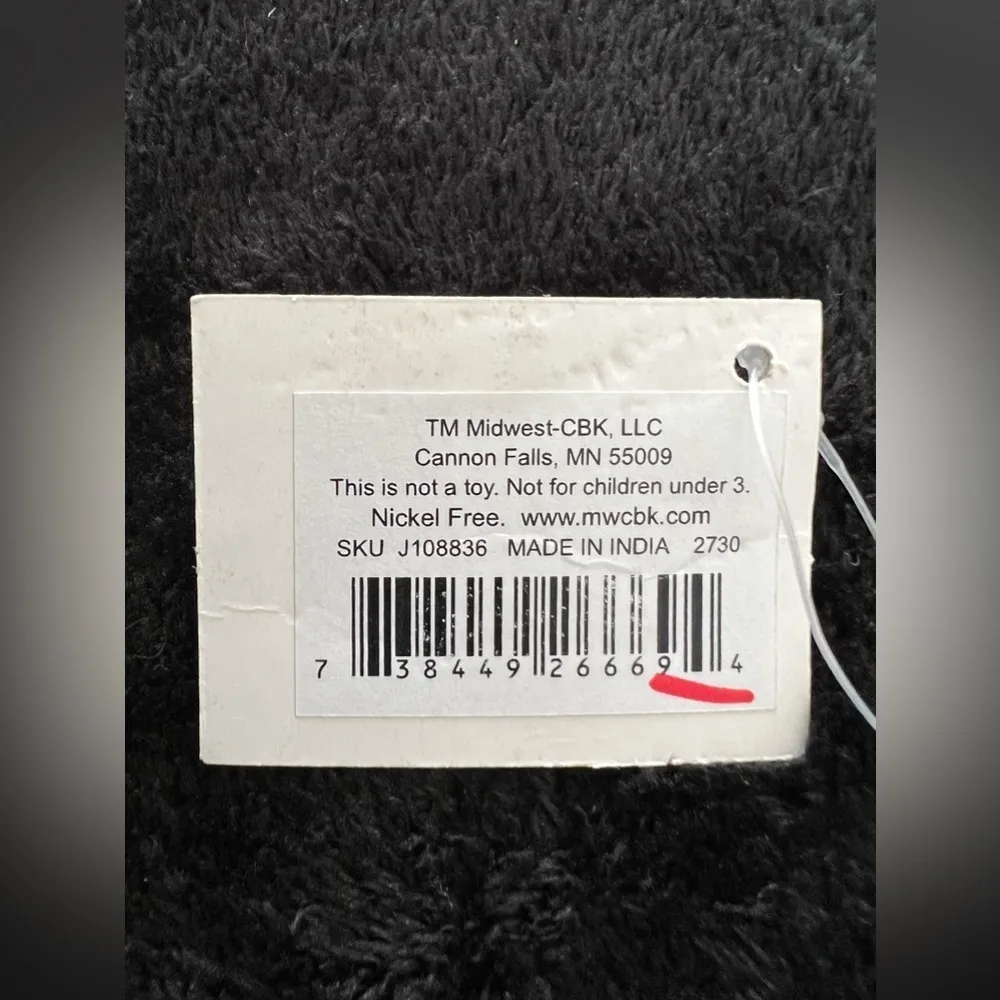 TM Midwest-CBK, LLC
Cannon Falls, MN 55009
This is not a toy. Not for children under 3.
Nickel Free. www.mwcbk.com
SKU J108836 MADE IN INDIA 2730
7 38449 26669 4